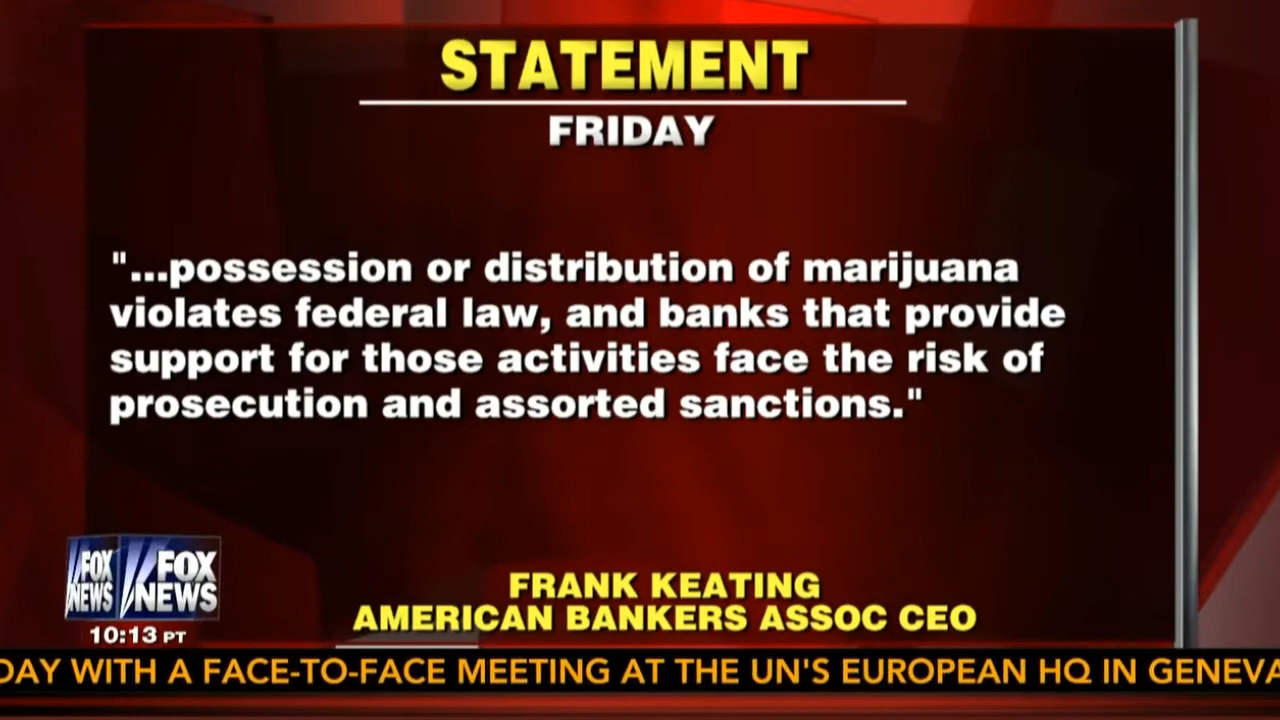 STATEMENT
FRIDAY
"...possession or distribution of marijuana
violates federal law, and banks that provide
support for those activities face the risk of
prosecution and assorted sanctions."
FRANK KEATING
AMERICAN BANKERS ASSOC CEO
FOX NEWS
FOX NEWS
10:13 PT
DAY WITH A FACE-TO-FACE MEETING AT THE UN'S EUROPEAN HQ IN GENEVA